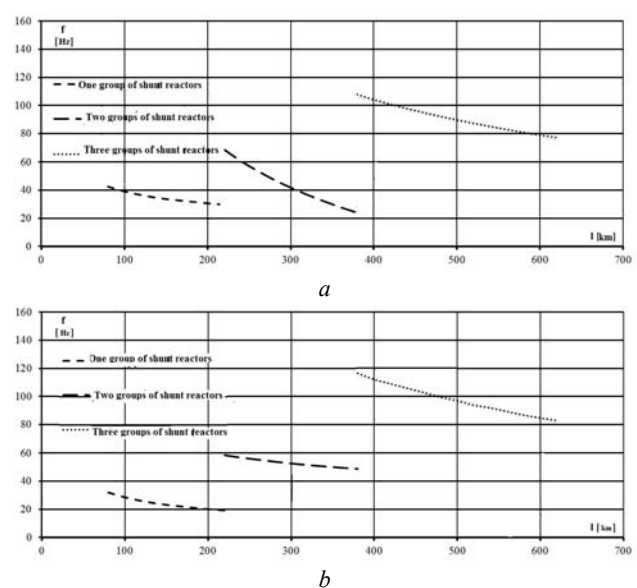 f
[Hz]
160
140
120
100
80
60
40
20
0
One group of shunt reactors
Two groups of shunt reactors
Three groups of shunt reactors
l [km]
0 100 200 300 400 500 600 700
a
f
[Hz]
160
140
120
100
80
60
40
20
0
One group of shunt reactors
Two groups of shunt reactors
Three groups of shunt reactors
l [km]
0 100 200 300 400 500 600 700
b